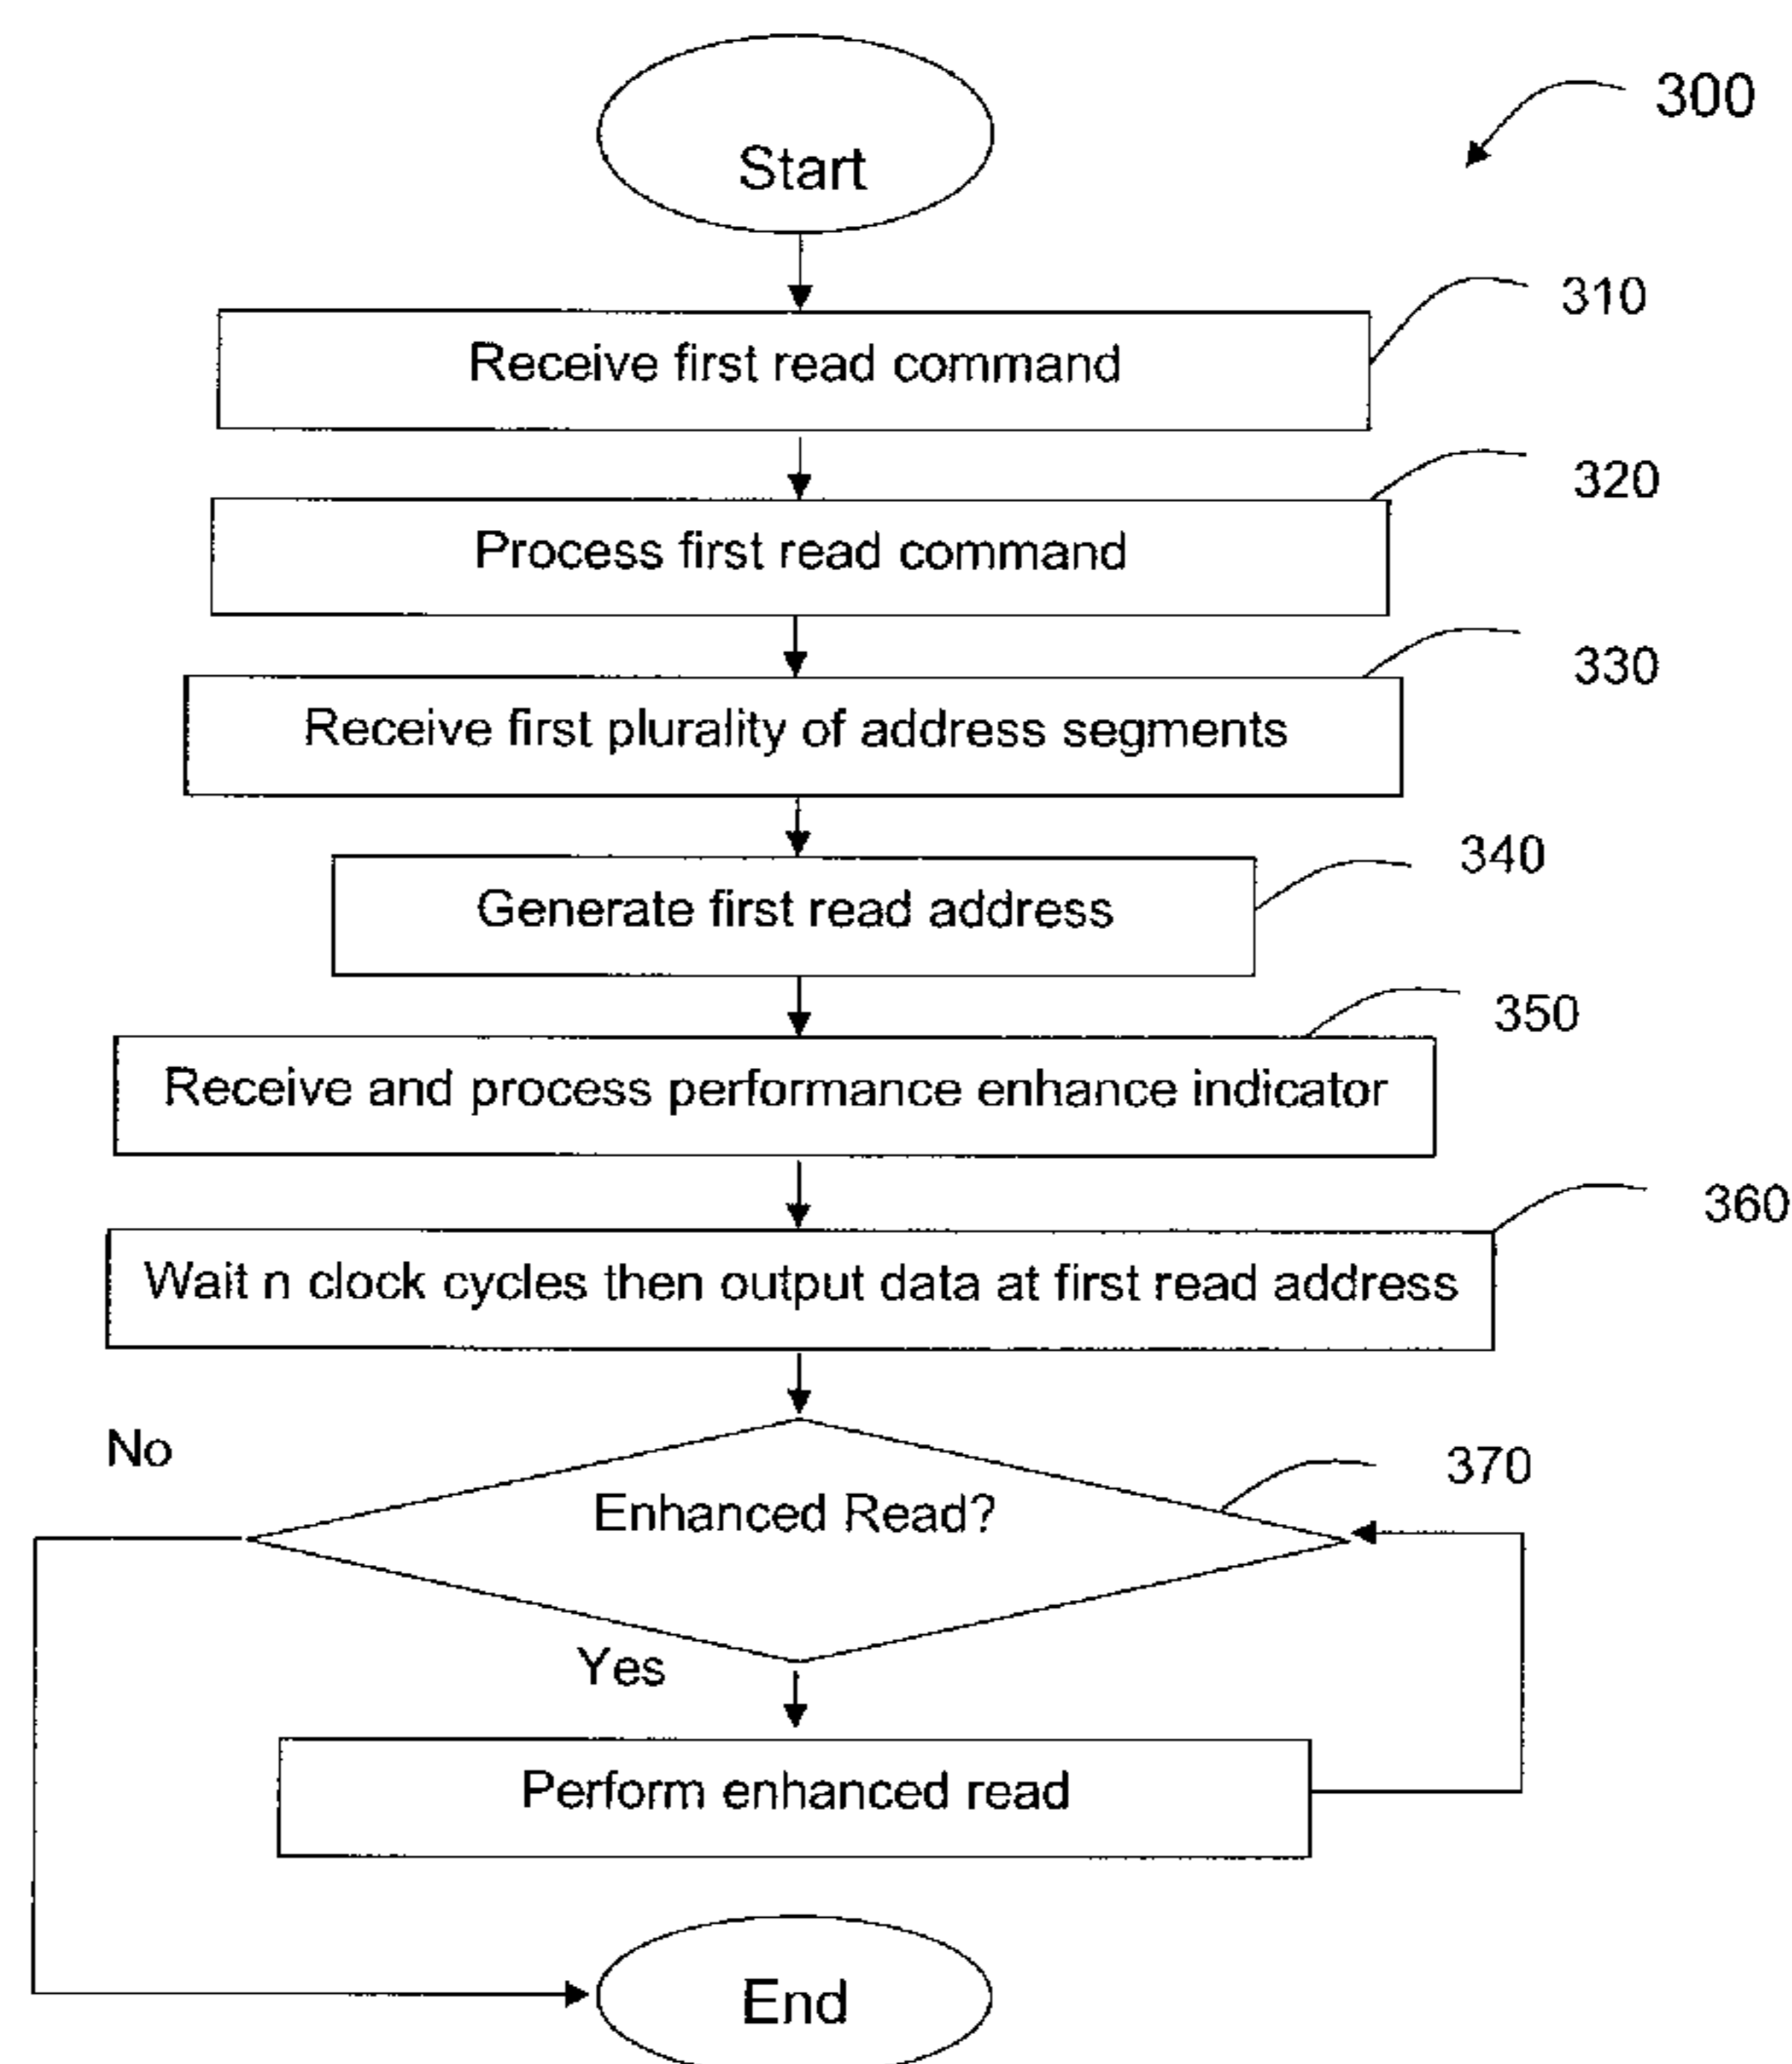 Start
300
Receive first read command
310
Process first read command
320
Receive first plurality of address segments
330
Generate first read address
340
Receive and process performance enhance indicator
350
Wait n clock cycles then output data at first read address
360
No
Enhanced Read?
370
Yes
Perform enhanced read
End